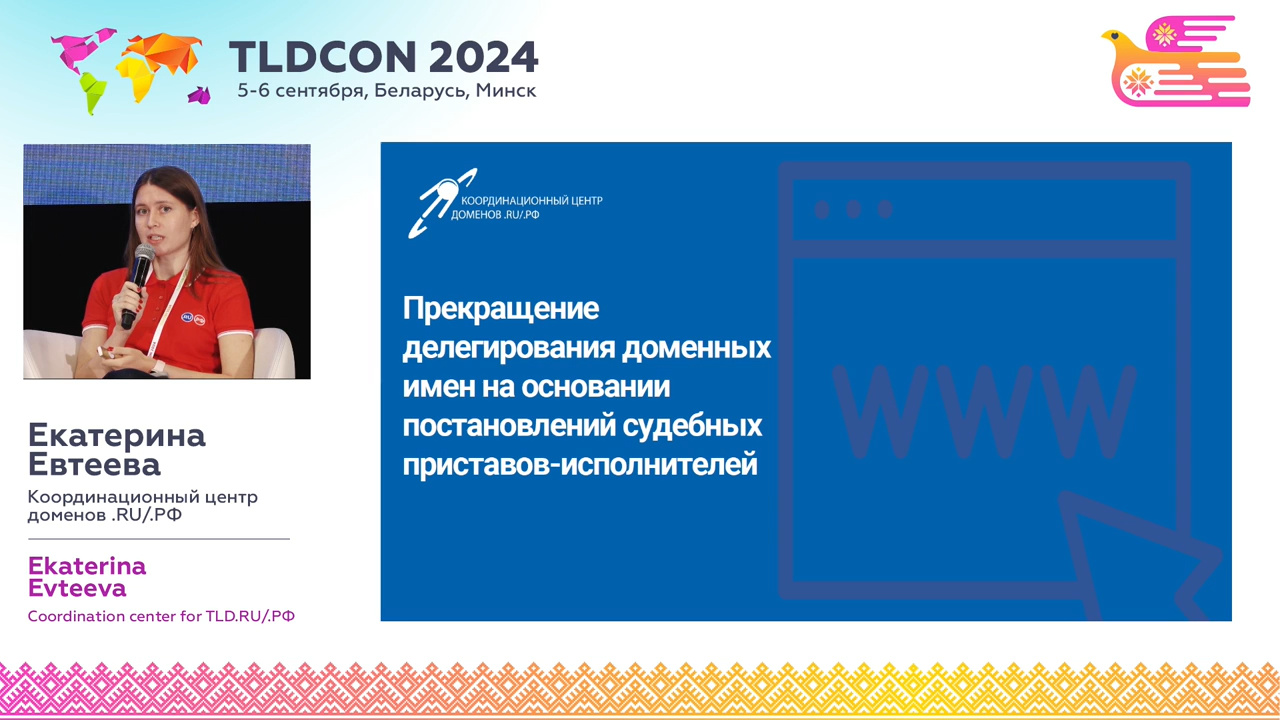 TLDCON 2024
5-6 сентября, Беларусь, Минск
КООРДИНАЦИОННЫЙ ЦЕНТР
ДОМЕНОВ .RU/.РФ
Прекращение
делегирования доменных
имен на основании
постановлений судебных
приставов-исполнителей
WWW
Екатерина
Евтеева
Координационный центр
доменов .RU/.РФ
Ekaterina
Evteeva
Coordination center for TLD.RU/.РФ